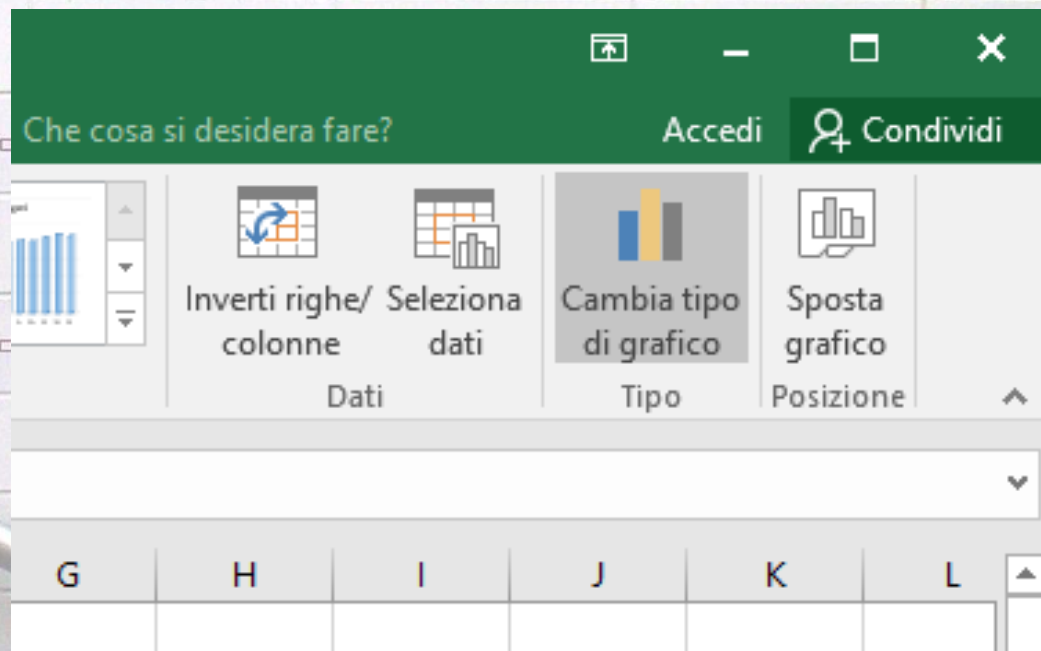 Che cosa si desidera fare?
Accedi
Condividi
Inverti righe/
colonne
Seleziona
dati
Cambia tipo
di grafico
Sposta
grafico
Dati
Tipo
Posizione
G H I J K L